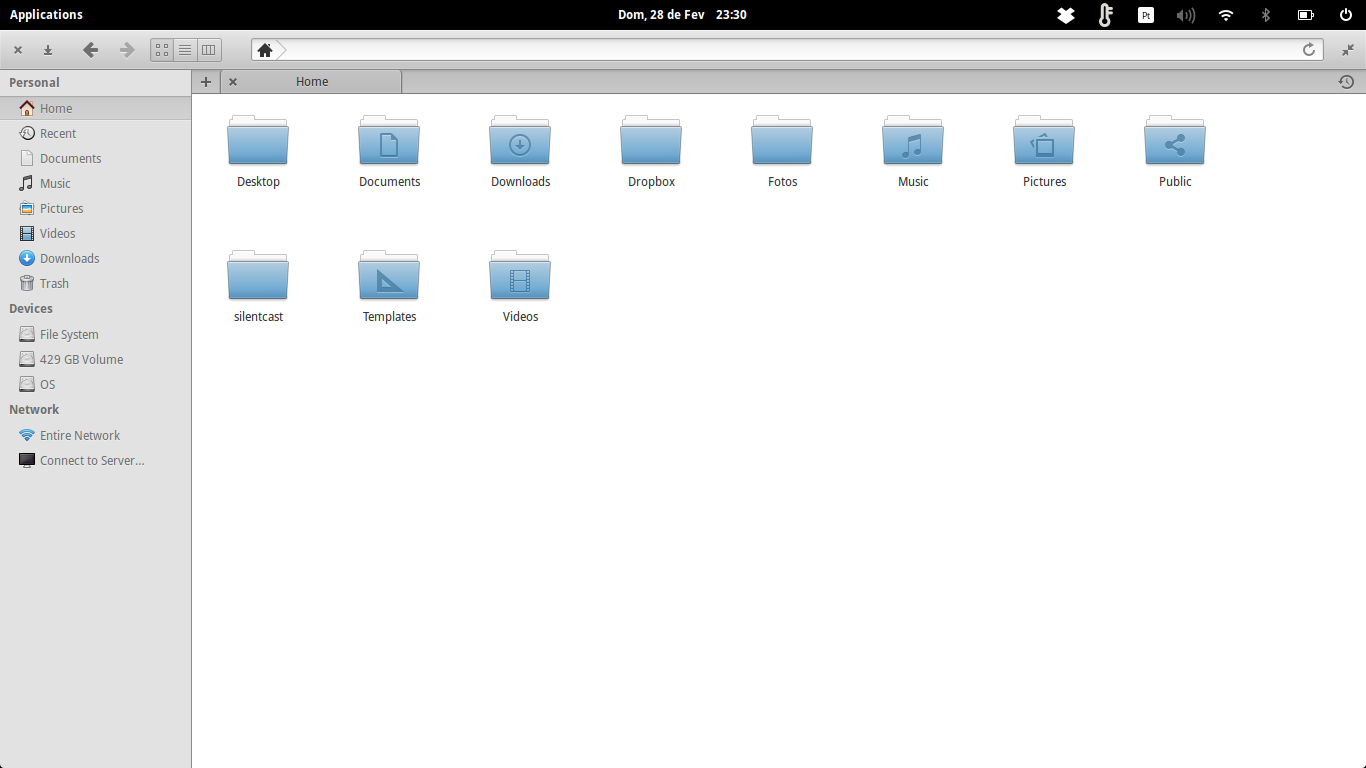 Applications Dom, 28 de Fev 23:30 Pt
Home
Personal
Home
Recent
Documents
Music
Pictures
Videos
Downloads
Trash
Devices
File System
429 GB Volume
OS
Network
Entire Network
Connect to Server...
Desktop Documents Downloads Dropbox Fotos Music Pictures Public
silentcast Templates Videos